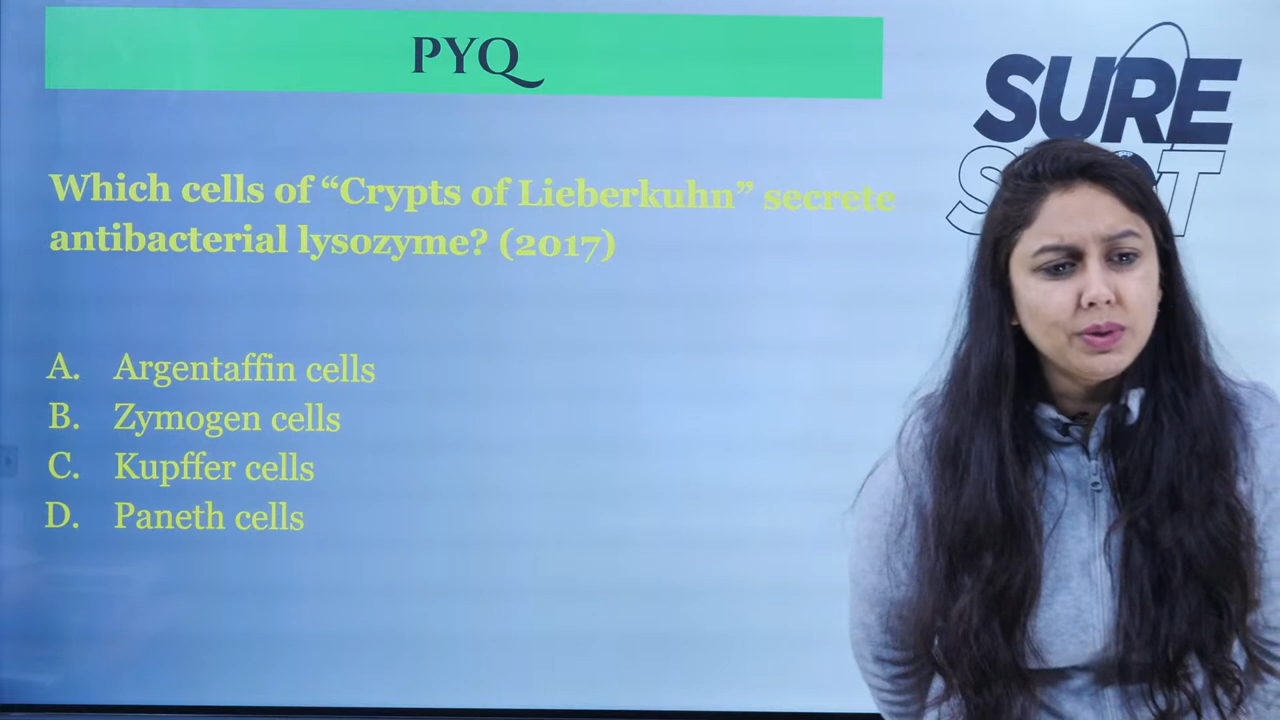 PYQ
SURE
Which cells of “Crypts of Lieberkuhn” secrete
antibacterial lysozyme? (2017)
A. Argentaffin cells
B. Zymogen cells
C. Kupffer cells
D. Paneth cells